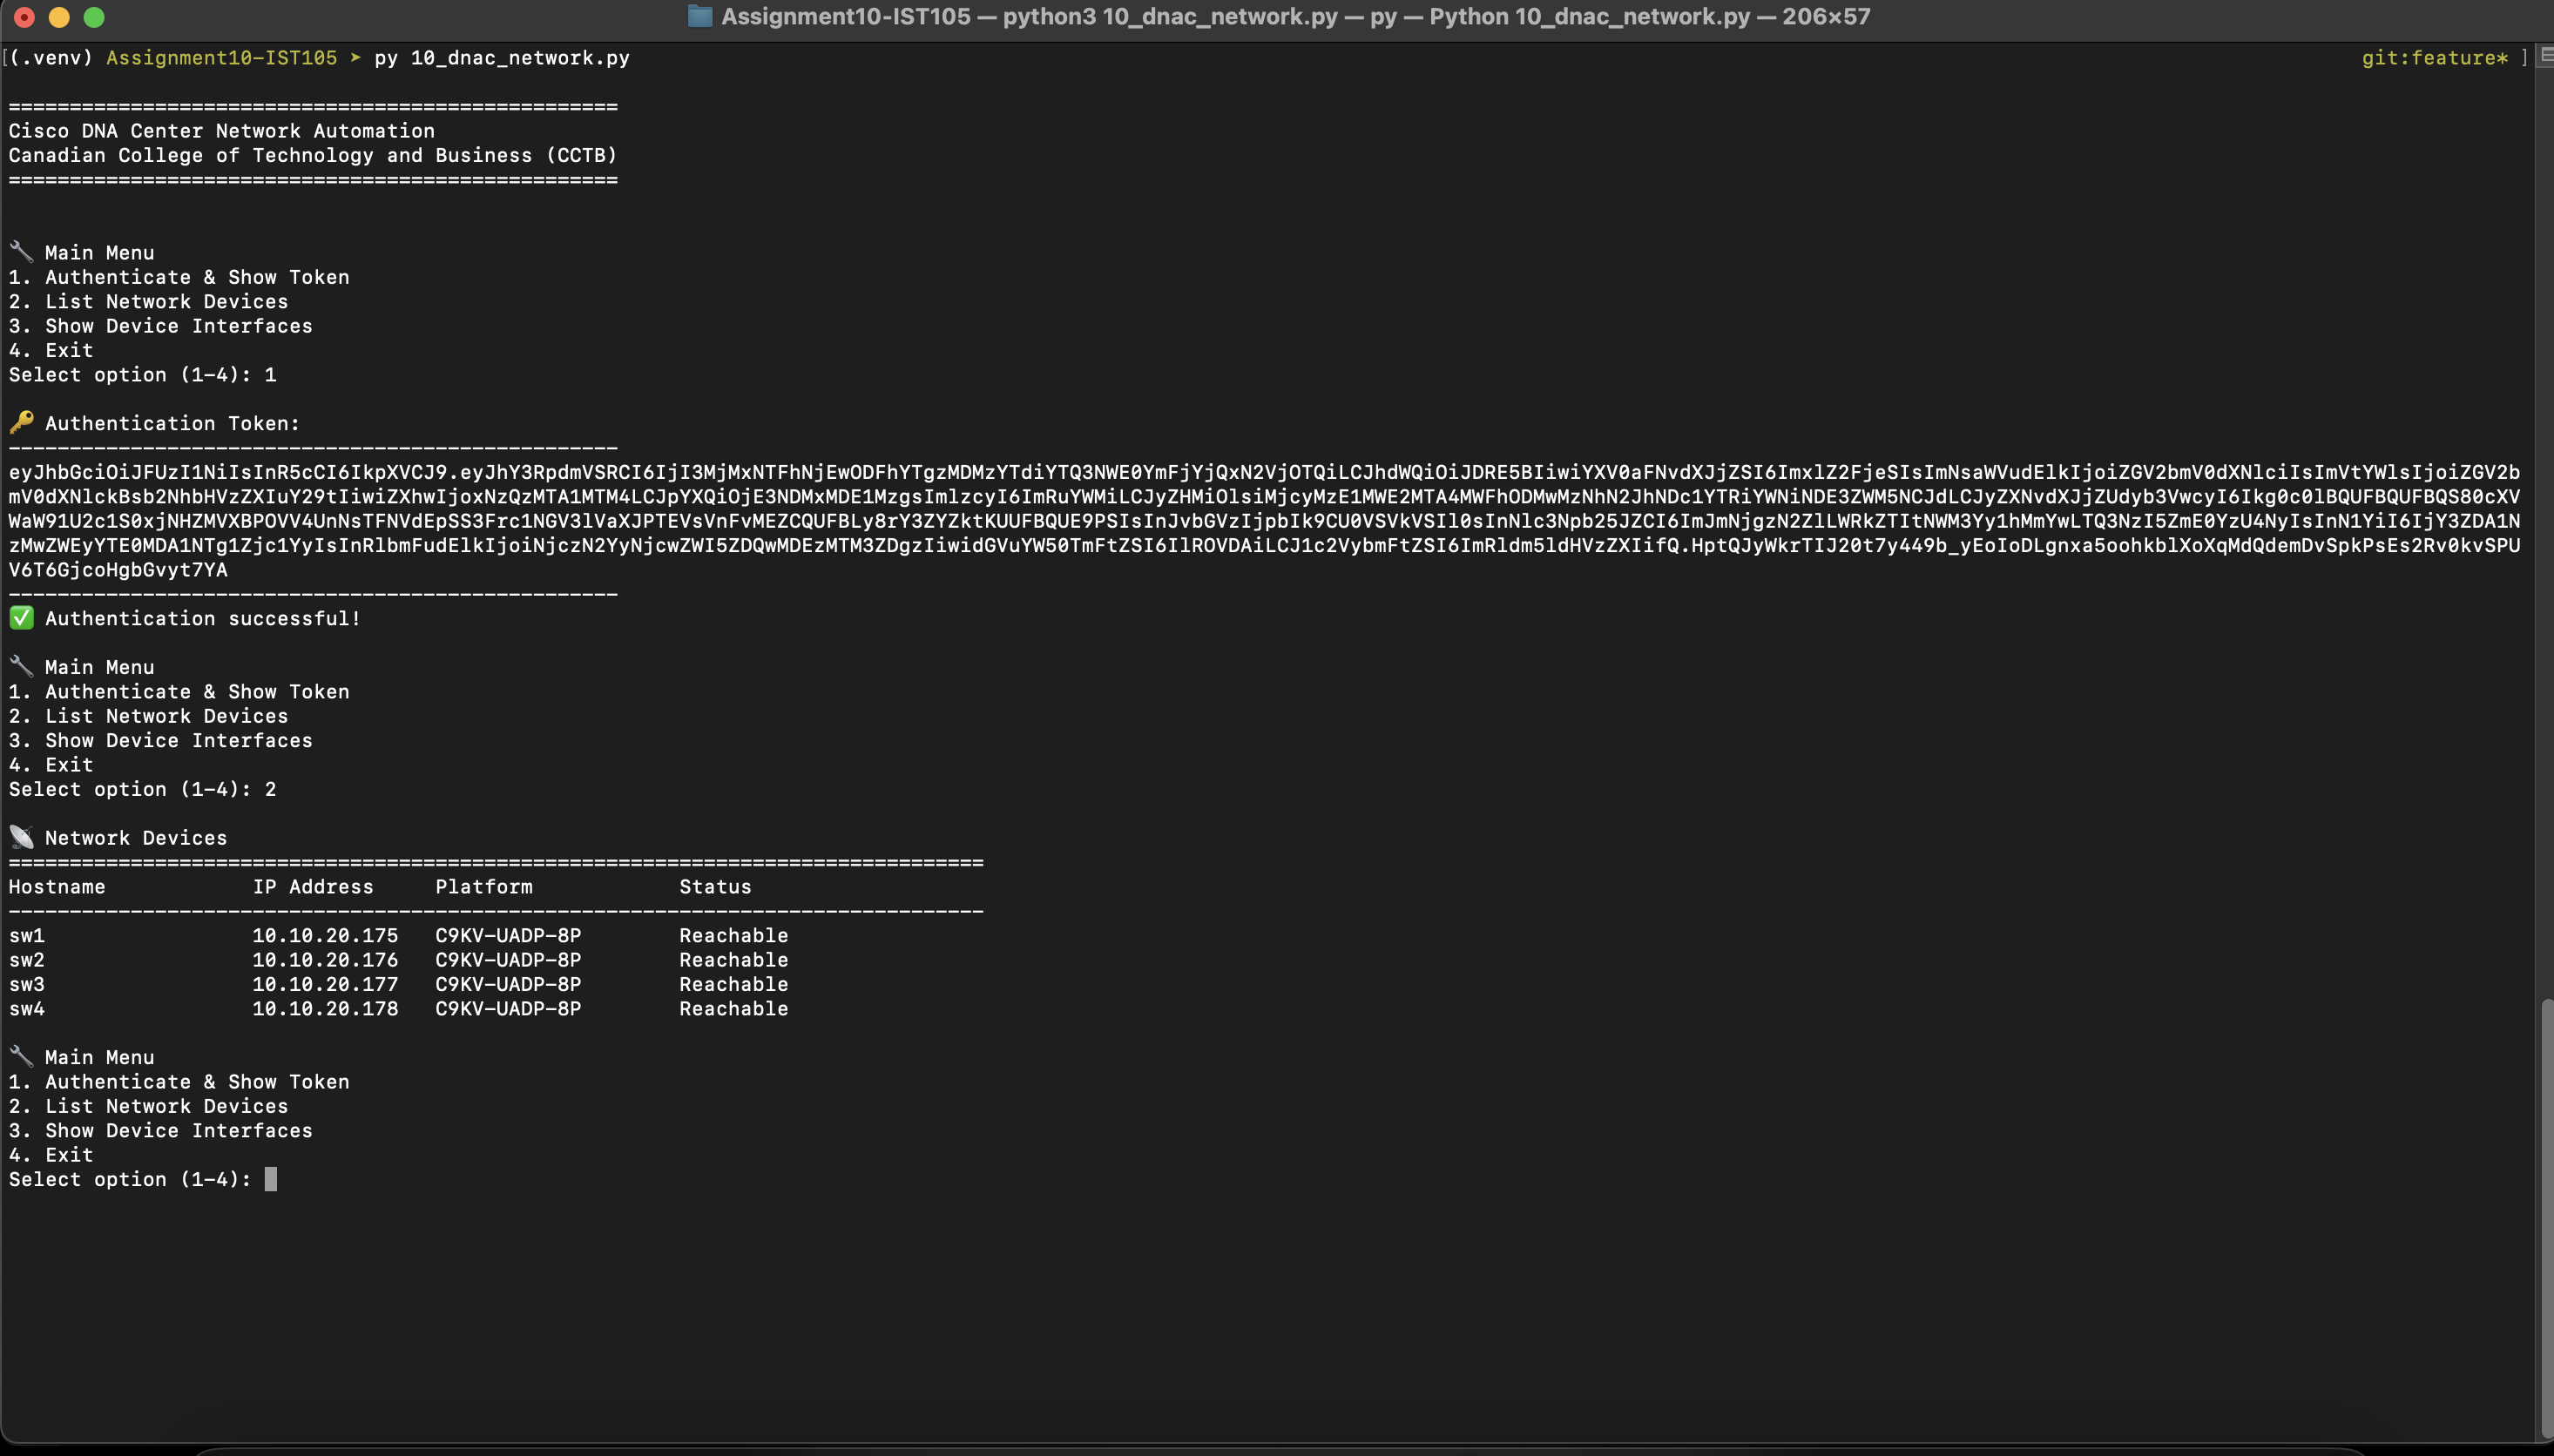 Assignment10-IST105 — python3 10_dnac_network.py — py — Python 10_dnac_network.py — 206×57
[(.venv) Assignment10-IST105 ➤ py 10_dnac_network.py git:feature* ]
==================================================
Cisco DNA Center Network Automation
Canadian College of Technology and Business (CCTB)
==================================================
🔧 Main Menu
1. Authenticate & Show Token
2. List Network Devices
3. Show Device Interfaces
4. Exit
Select option (1-4): 1
🔑 Authentication Token:
--------------------------------------------------
eyJhbGciOiJFUzI1NiIsInR5cCI6IkpXVCJ9.eyJhY3RpdmVSRCI6IjI3MjMxNTFhNjEwODFhYTgzMDMzYTdiYTQ3NWE0YmFjYjQxN2VjOTQiLCJhdWQiOiJDRE5BIiwiYXV0aFNvdXJjZSI6ImxlZ2FjeSIsImNsaWVudElkIjoiZGV2bmV0dXNlciIsImVtYWlsIjoiZGV2b
mV0dXNlckBsb2NhbHVzZXIuY29tIiwiZXhwIjoxNzQzMTA1MTM4LCJpYXQiOjE3NDMxMDE1MzgsImlzcyI6ImRuYWMiLCJyZHMiOlsiMjcyMzE1MWE2MTA4MWFhODMwMzNhN2JhNDc1YTRiYWNiNDE3ZWM5NCJdLCJyZXNvdXJjZUdyb3VwcyI6Ikg0c0lBQUFBQUFBQS80cXV
WaW91U2c1S0xjNHZMVXBPOVV4UnNsTFNVdEpSS3Frc1NGV3lVaXJPTEVsVnFvMEZCQUFBLy8rY3ZYZktKUUFBQUE9PSIsInJvbGVzIjpbIk9CU0VSVkVSIl0sInNlc3Npb25JZCI6ImJmNjgzN2ZlLWRkZTItNWM3Yy1hMmYwLTQ3NzI5ZmE0YzU4NyIsInN1YiI6IjY3ZDA1N
zMwZWEyYTE0MDA1NTg1Zjc1YyIsInRlbmFudElkIjoiNjczN2YyNjcwZWI5ZDQwMDEzMTM3ZDgzIiwidGVuYW50TmFtZSI6IlROVDAiLCJ1c2VybmFtZSI6ImRldm5ldHVzZXIifQ.HptQJyWkrTIJ20t7y449b_yEoIoDLgnxa5oohkblXoXqMdQdemDvSpkPsEs2Rv0kvSPU
V6T6GjcoHgbGvyt7YA
--------------------------------------------------
✅ Authentication successful!
🔧 Main Menu
1. Authenticate & Show Token
2. List Network Devices
3. Show Device Interfaces
4. Exit
Select option (1-4): 2
📡 Network Devices
================================================================================
Hostname IP Address Platform Status
--------------------------------------------------------------------------------
sw1 10.10.20.175 C9KV-UADP-8P Reachable
sw2 10.10.20.176 C9KV-UADP-8P Reachable
sw3 10.10.20.177 C9KV-UADP-8P Reachable
sw4 10.10.20.178 C9KV-UADP-8P Reachable
🔧 Main Menu
1. Authenticate & Show Token
2. List Network Devices
3. Show Device Interfaces
4. Exit
Select option (1-4):